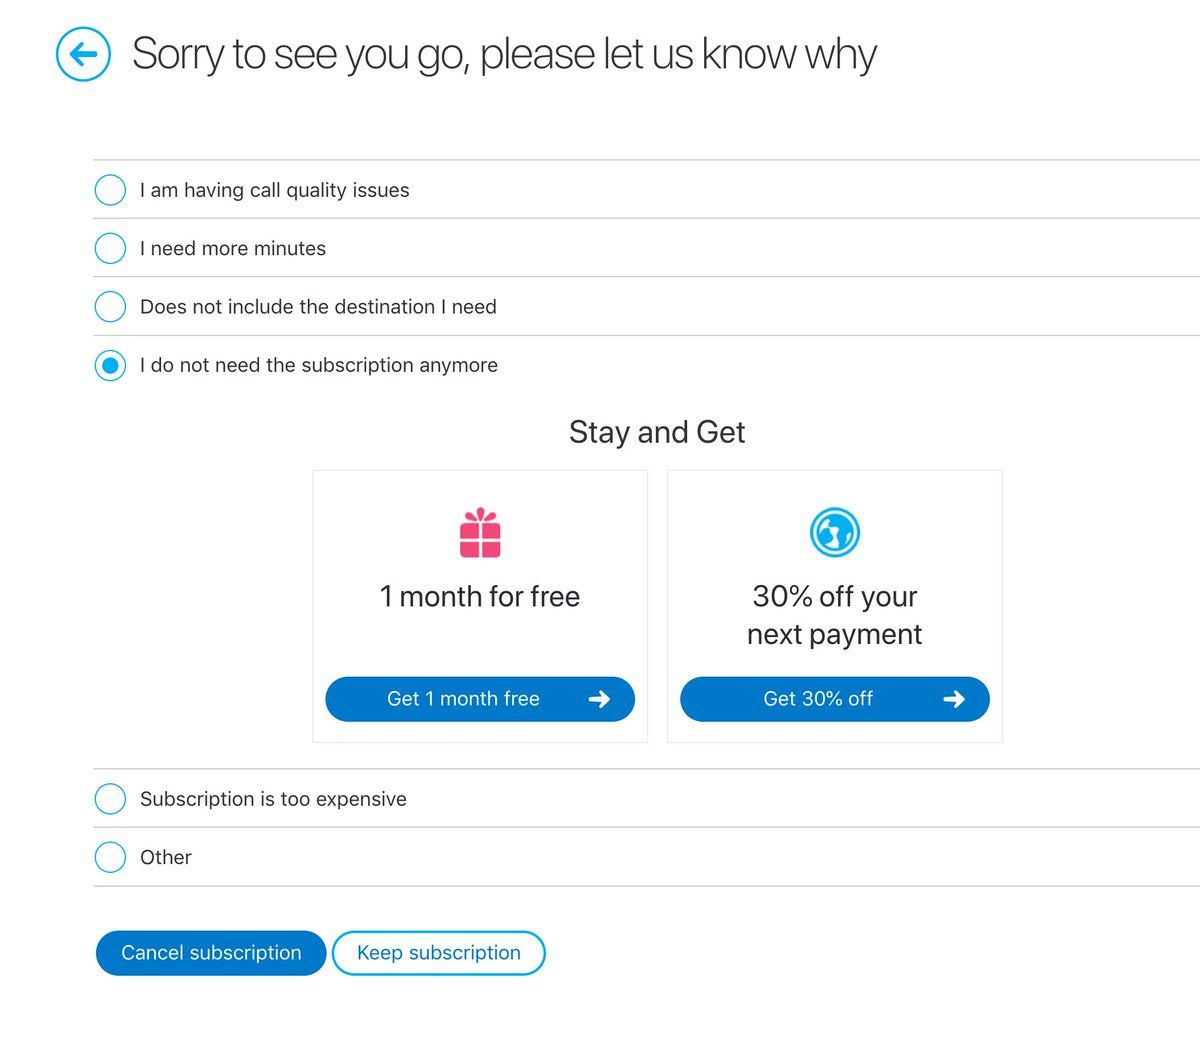 Sorry to see you go, please let us know why
I am having call quality issues
I need more minutes
Does not include the destination I need
I do not need the subscription anymore
Stay and Get
1 month for free
30% off your
next payment
Get 1 month free
Get 30% off
Subscription is too expensive
Other
Cancel subscription
Keep subscription